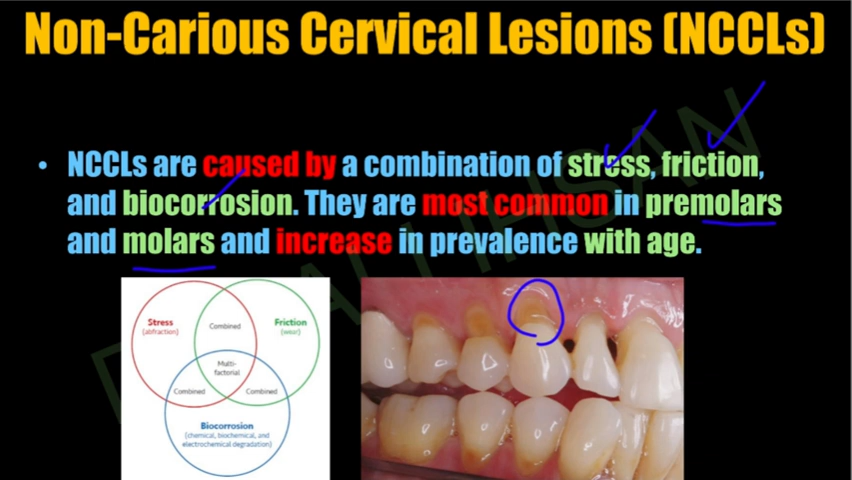 Non-Carious Cervical Lesions (NCCLs)
• NCCLs are caused by a combination of stress, friction,
and biocorrosion. They are most common in premolars
and molars and increase in prevalence with age.
Stress
(abfraction)
Combined
Friction
(wear)
Multi-
factorial
Combined
Combined
Biocorrosion
(chemical, biochemical, and
electrochemical degradation)